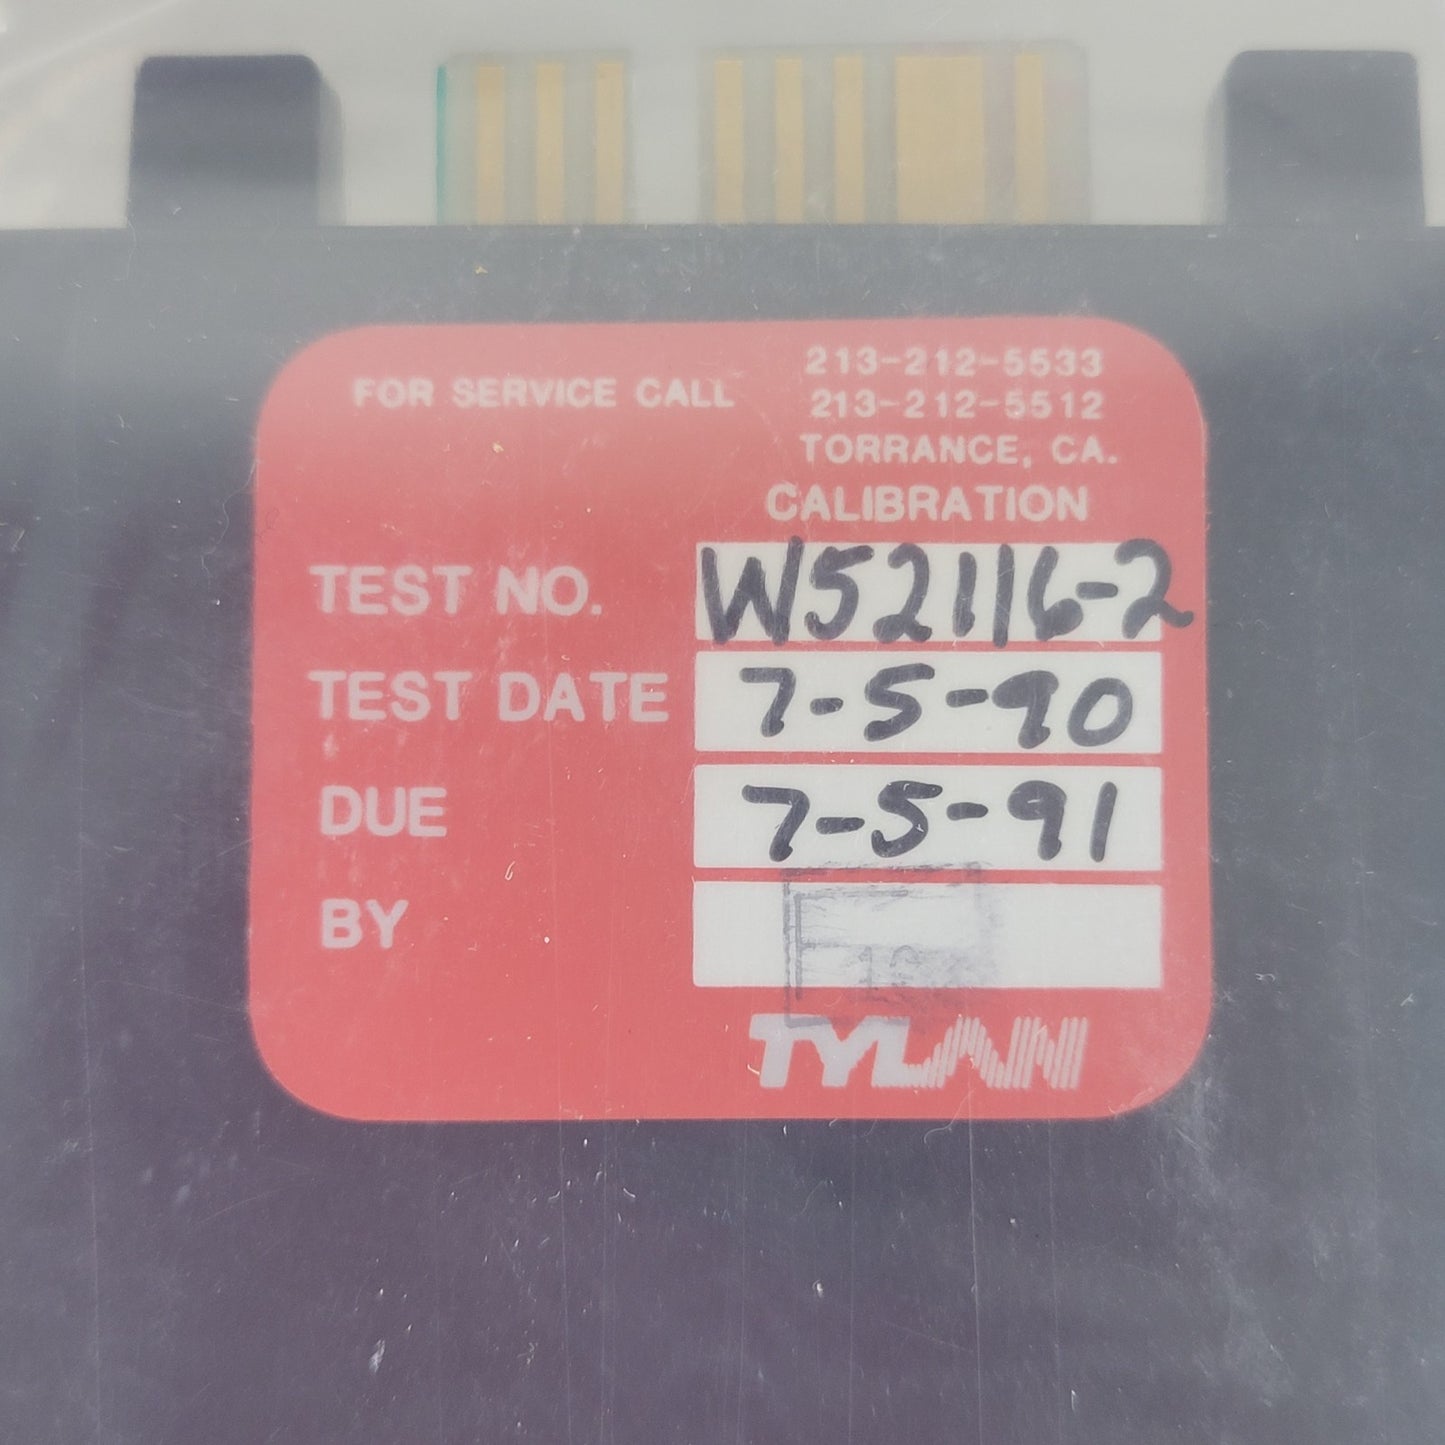 FOR SERVICE CALL 213-212-5533
213-212-5512
TORRANCE, CA.
CALIBRATION
TEST NO. W52116-2
TEST DATE 7-5-90
DUE 7-5-91
BY
TYLAN